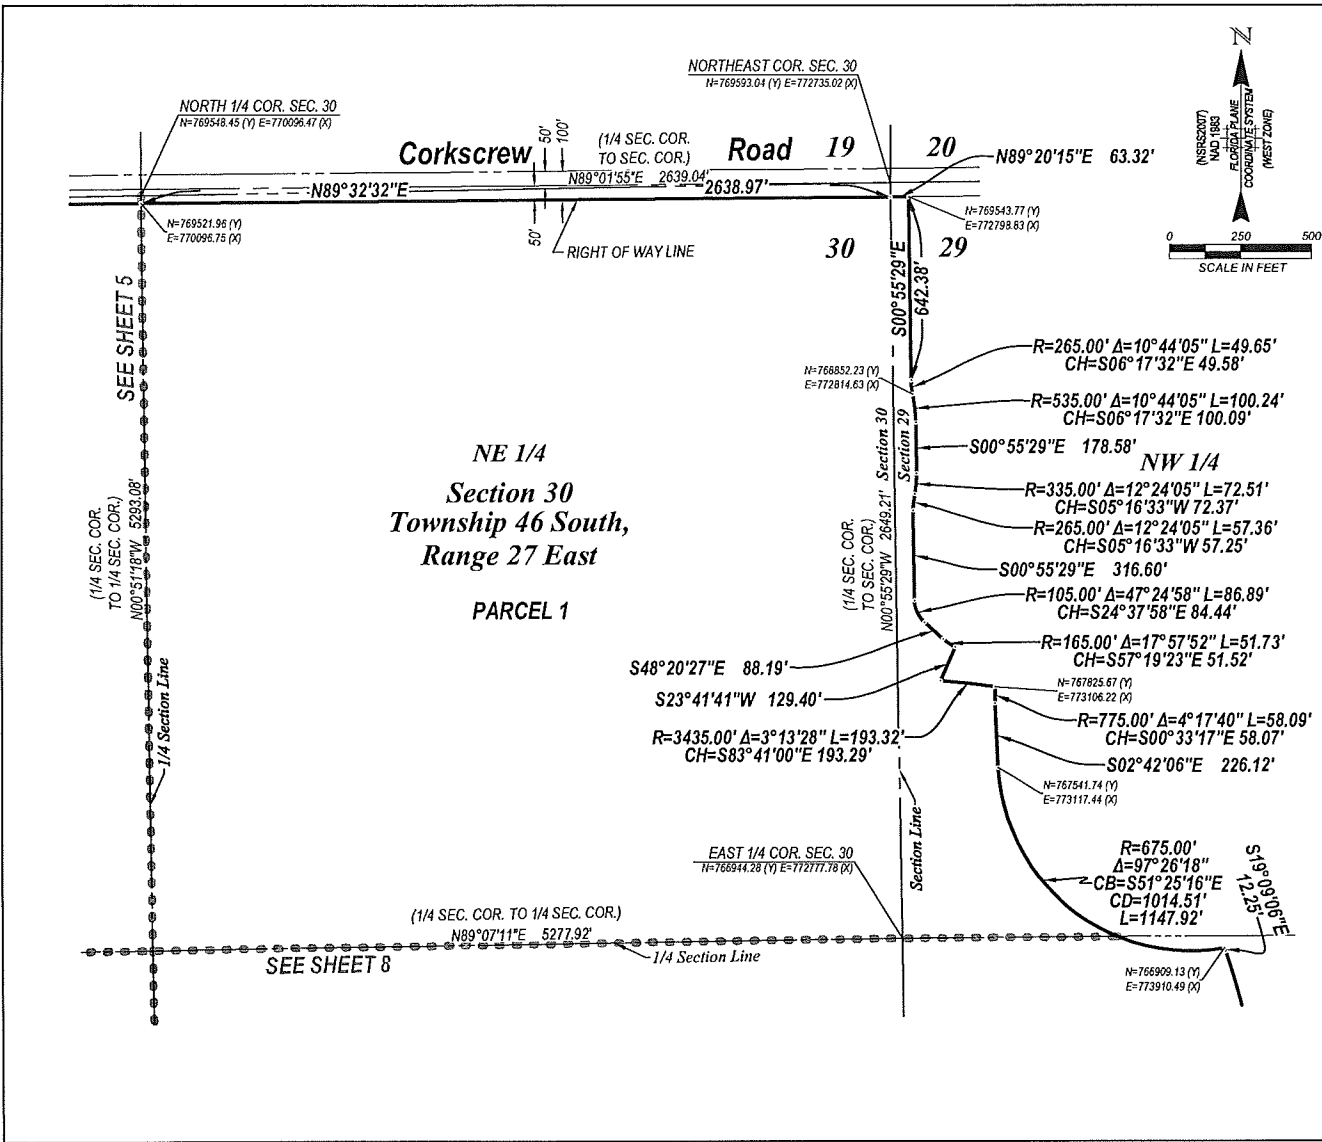 N
(NSRS2007)
NAD 1983
FLORIDA PLANE
COORDINATE SYSTEM
(WEST ZONE)
0 250 500
SCALE IN FEET
NORTHEAST COR. SEC. 30
N=769593.04 (Y) E=772735.02 (X)
NORTH 1/4 COR. SEC. 30
N=769548.45 (Y) E=770096.47 (X)
Corkscrew Road
50'
100'
(1/4 SEC. COR.
TO SEC. COR.)
N89°01'55"E 2639.04'
19 20
N89°20'15"E 63.32'
N89°32'32"E 2638.97'
N=769521.96 (Y)
E=770096.75 (X)
50'
RIGHT OF WAY LINE
30 29
N=769543.77 (Y)
E=772798.83 (X)
S00°55'29"E
642.38'
SEE SHEET 5
R=265.00' Δ=10°44'05" L=49.65'
CH=S06°17'32"E 49.58'
N=768852.23 (Y)
E=772814.63 (X)
R=535.00' Δ=10°44'05" L=100.24'
CH=S06°17'32"E 100.09'
Section 30
Section 29
S00°55'29"E 178.58'
NW 1/4
NE 1/4
Section 30
Township 46 South,
Range 27 East
PARCEL 1
R=335.00' Δ=12°24'05" L=72.51'
CH=S05°16'33"W 72.37'
R=265.00' Δ=12°24'05" L=57.36'
CH=S05°16'33"W 57.25'
(1/4 SEC. COR.
TO 1/4 SEC. COR.)
N00°51'18"W 5293.08'
(1/4 SEC. COR.
TO SEC. COR.)
N00°55'29"W 2649.21'
S00°55'29"E 316.60'
R=105.00' Δ=47°24'58" L=86.89'
CH=S24°37'58"E 84.44'
R=165.00' Δ=17°57'52" L=51.73'
CH=S57°19'23"E 51.52'
S48°20'27"E 88.19'
S23°41'41"W 129.40'
N=767825.67 (Y)
E=773106.22 (X)
R=3435.00' Δ=3°13'28" L=193.32'
CH=S83°41'00"E 193.29'
R=775.00' Δ=4°17'40" L=58.09'
CH=S00°33'17"E 58.07'
S02°42'06"E 226.12'
1/4 Section Line
N=767541.74 (Y)
E=773117.44 (X)
Section Line
EAST 1/4 COR. SEC. 30
N=766944.28 (Y) E=772777.78 (X)
R=675.00'
Δ=97°26'18"
CB=S51°25'16"E
CD=1014.51'
L=1147.92'
S19°09'06"E
12.25'
(1/4 SEC. COR. TO 1/4 SEC. COR.)
N89°07'11"E 5277.92'
1/4 Section Line
SEE SHEET 8
N=766909.13 (Y)
E=773910.49 (X)